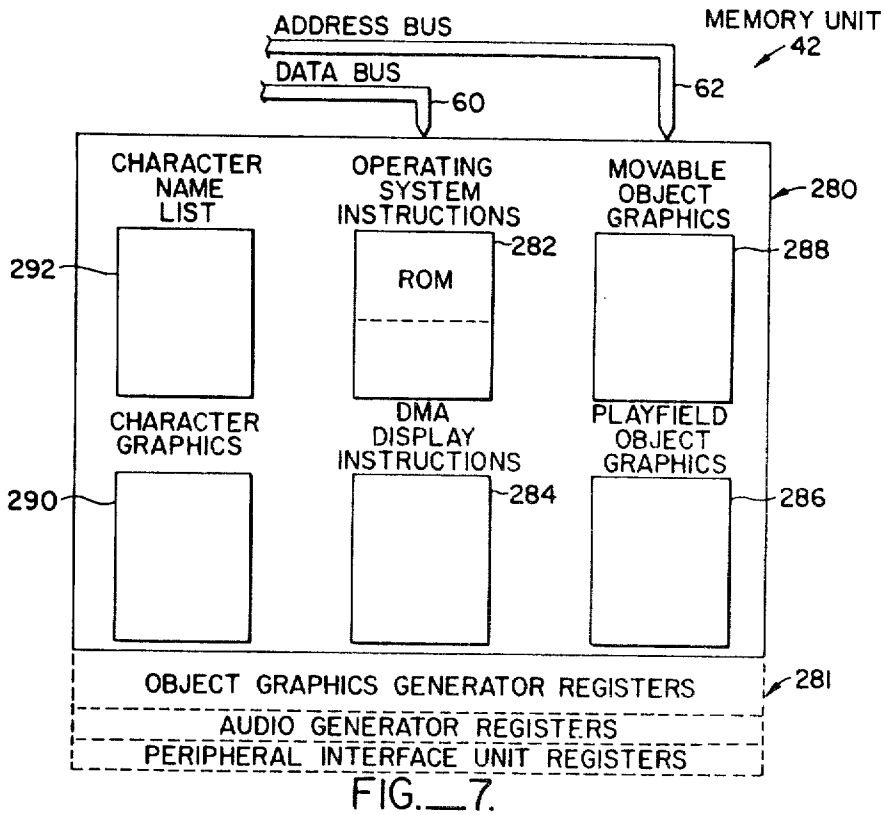 ADDRESS BUS
MEMORY UNIT
42
DATA BUS
60
62
CHARACTER
NAME
LIST
OPERATING
SYSTEM
INSTRUCTIONS
MOVABLE
OBJECT
GRAPHICS
280
292
282
ROM
288
CHARACTER
GRAPHICS
DMA
DISPLAY
INSTRUCTIONS
PLAYFIELD
OBJECT
GRAPHICS
290
284
286
OBJECT GRAPHICS GENERATOR REGISTERS
281
AUDIO GENERATOR REGISTERS
PERIPHERAL INTERFACE UNIT REGISTERS
FIG.__7.